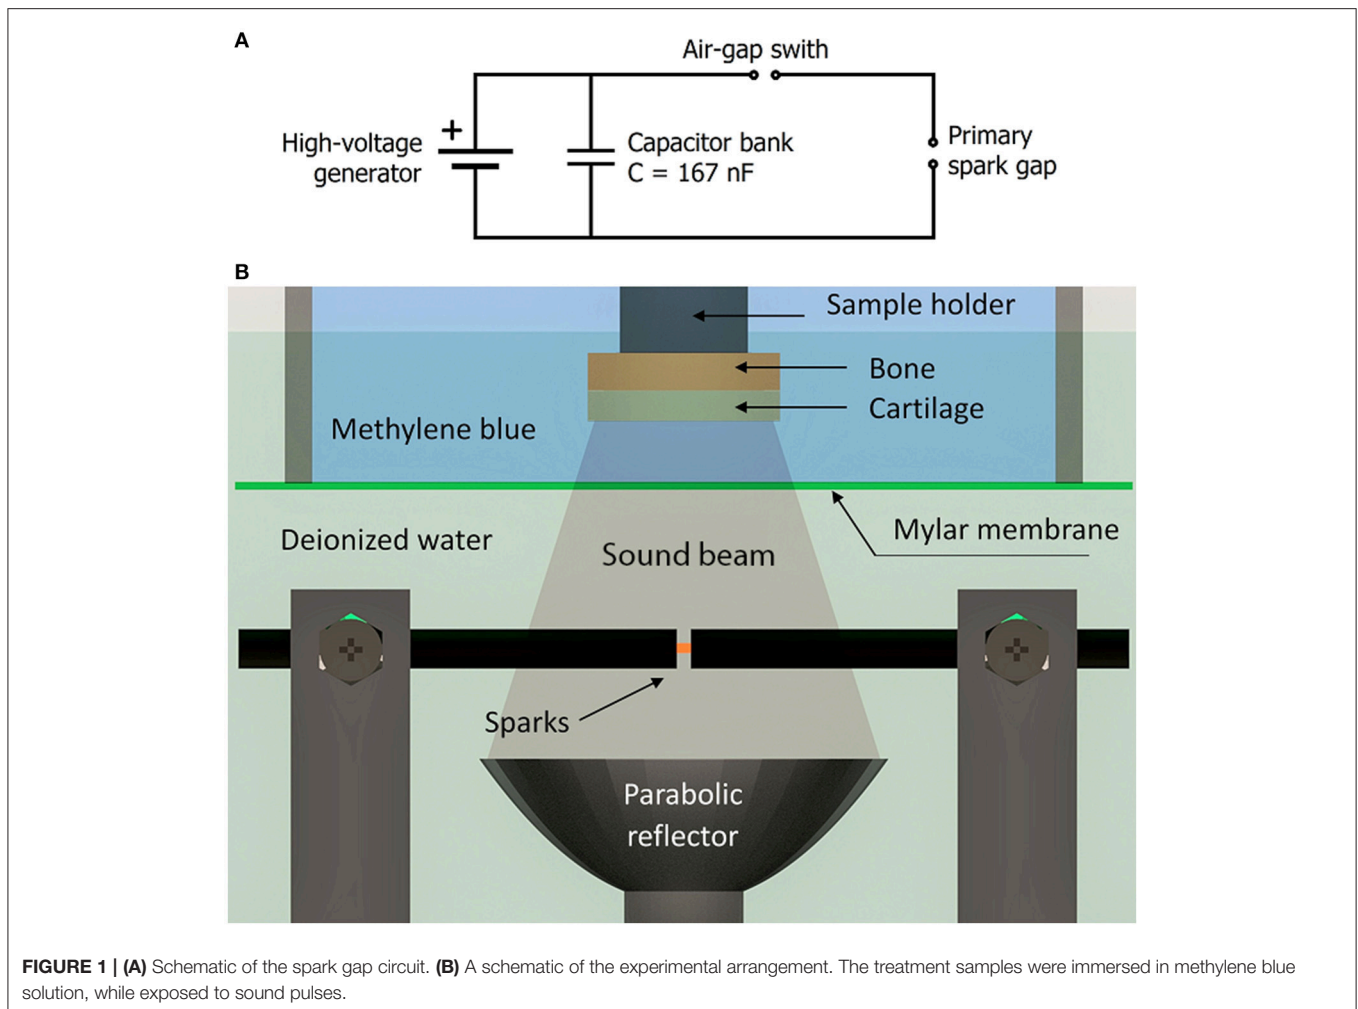 A
Air-gap swith
High-voltage
generator
+
Capacitor bank
C = 167 nF
Primary
spark gap
B
Sample holder
Bone
Cartilage
Methylene blue
Mylar membrane
Deionized water
Sound beam
Sparks
Parabolic
reflector
FIGURE 1 | (A) Schematic of the spark gap circuit. (B) A schematic of the experimental arrangement. The treatment samples were immersed in methylene blue
solution, while exposed to sound pulses.